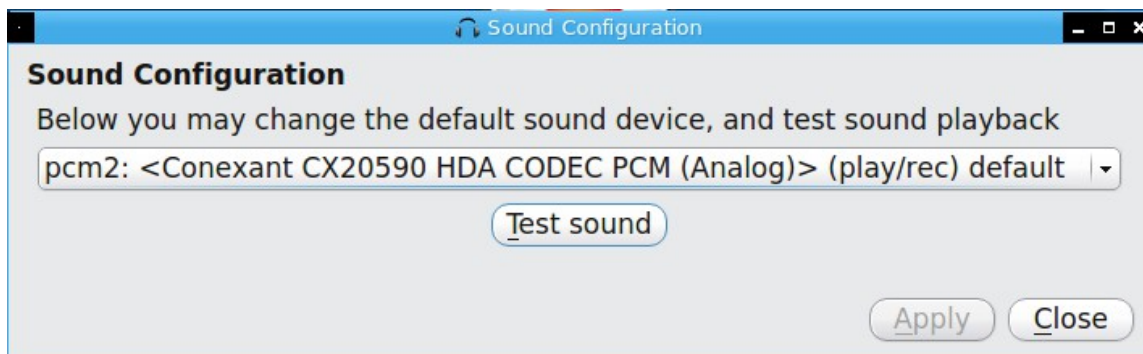 Sound Configuration
Sound Configuration
Below you may change the default sound device, and test sound playback
pcm2: <Conexant CX20590 HDA CODEC PCM (Analog)> (play/rec) default
Test sound
Apply Close